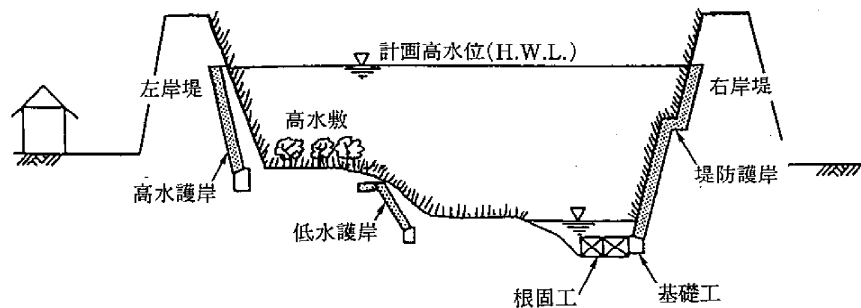 計画高水位(H.W.L.)
左岸堤
右岸堤
高水敷
堤防護岸
高水護岸
低水護岸
根固工
基礎工